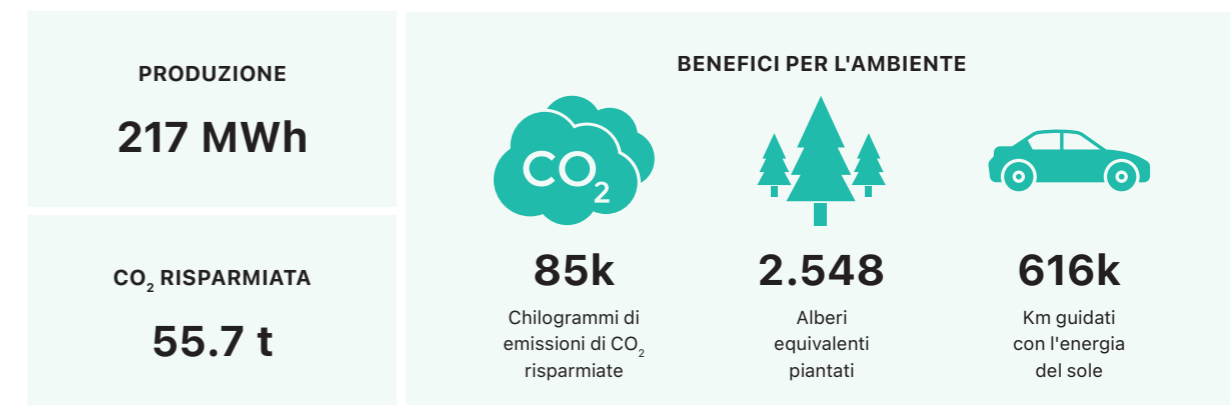 PRODUZIONE
217 MWh
CO₂ RISPARMIATA
55.7 t
BENEFICI PER L'AMBIENTE
CO₂
85k
Chilogrammi di
emissioni di CO₂
risparmiate
2.548
Alberi
equivalenti
piantati
616k
Km guidati
con l'energia
del sole